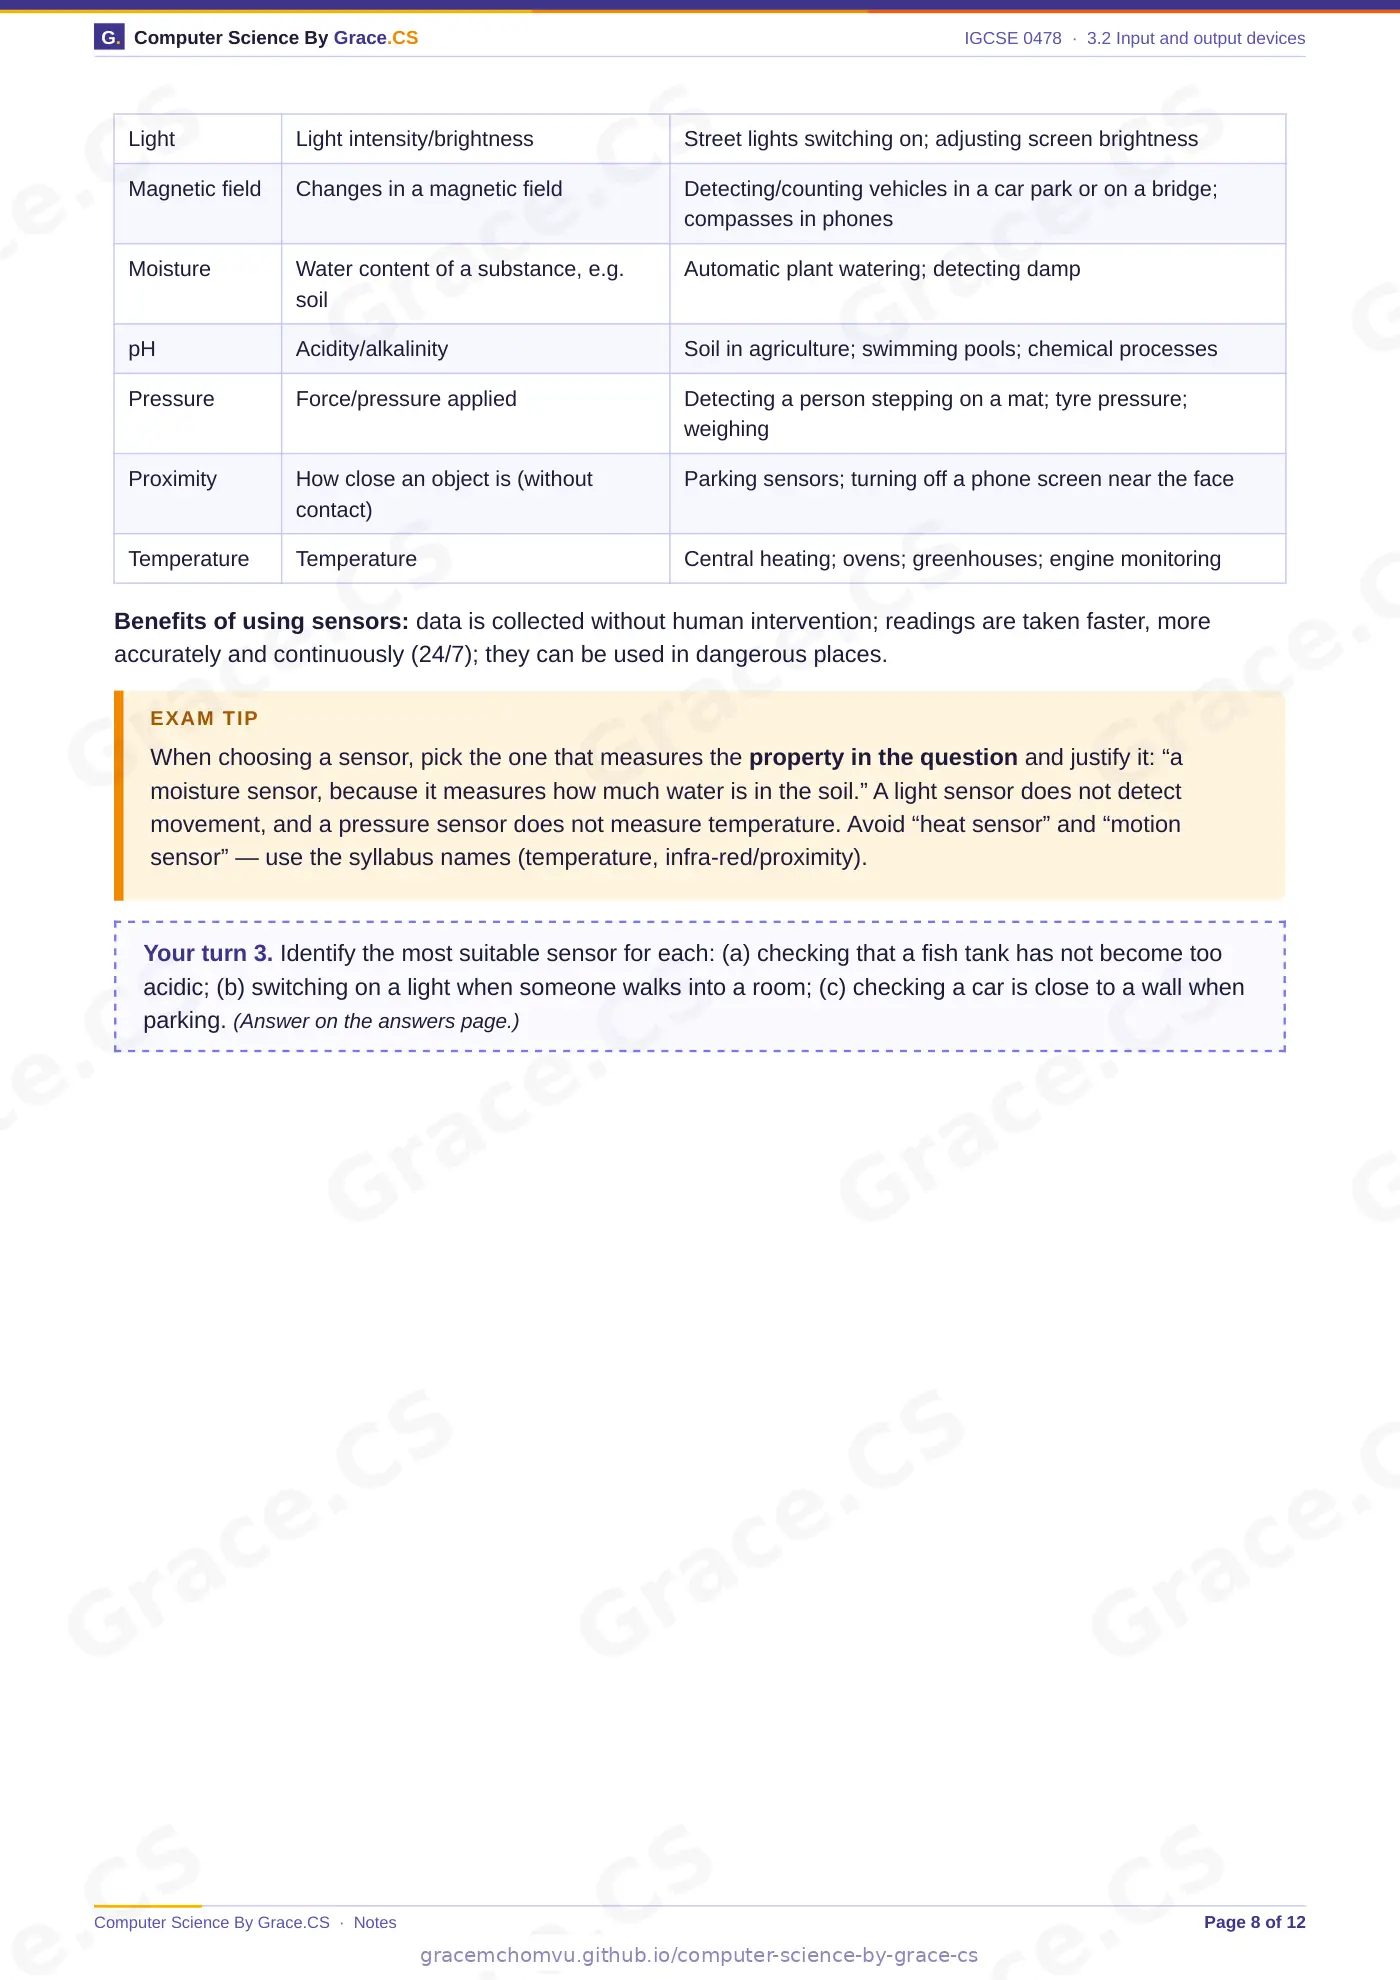 G. Computer Science By Grace.CS
IGCSE 0478 · 3.2 Input and output devices
Light
Light intensity/brightness
Street lights switching on; adjusting screen brightness
Magnetic field
Changes in a magnetic field
Detecting/counting vehicles in a car park or on a bridge;
compasses in phones
Moisture
Water content of a substance, e.g.
soil
Automatic plant watering; detecting damp
pH
Acidity/alkalinity
Soil in agriculture; swimming pools; chemical processes
Pressure
Force/pressure applied
Detecting a person stepping on a mat; tyre pressure;
weighing
Proximity
How close an object is (without
contact)
Parking sensors; turning off a phone screen near the face
Temperature
Temperature
Central heating; ovens; greenhouses; engine monitoring
Benefits of using sensors: data is collected without human intervention; readings are taken faster, more
accurately and continuously (24/7); they can be used in dangerous places.
EXAM TIP
When choosing a sensor, pick the one that measures the property in the question and justify it: “a
moisture sensor, because it measures how much water is in the soil.” A light sensor does not detect
movement, and a pressure sensor does not measure temperature. Avoid “heat sensor” and “motion
sensor” — use the syllabus names (temperature, infra-red/proximity).
Your turn 3. Identify the most suitable sensor for each: (a) checking that a fish tank has not become too
acidic; (b) switching on a light when someone walks into a room; (c) checking a car is close to a wall when
parking. (Answer on the answers page.)
Computer Science By Grace.CS · Notes
Page 8 of 12
gracemchomvu.github.io/computer-science-by-grace-cs